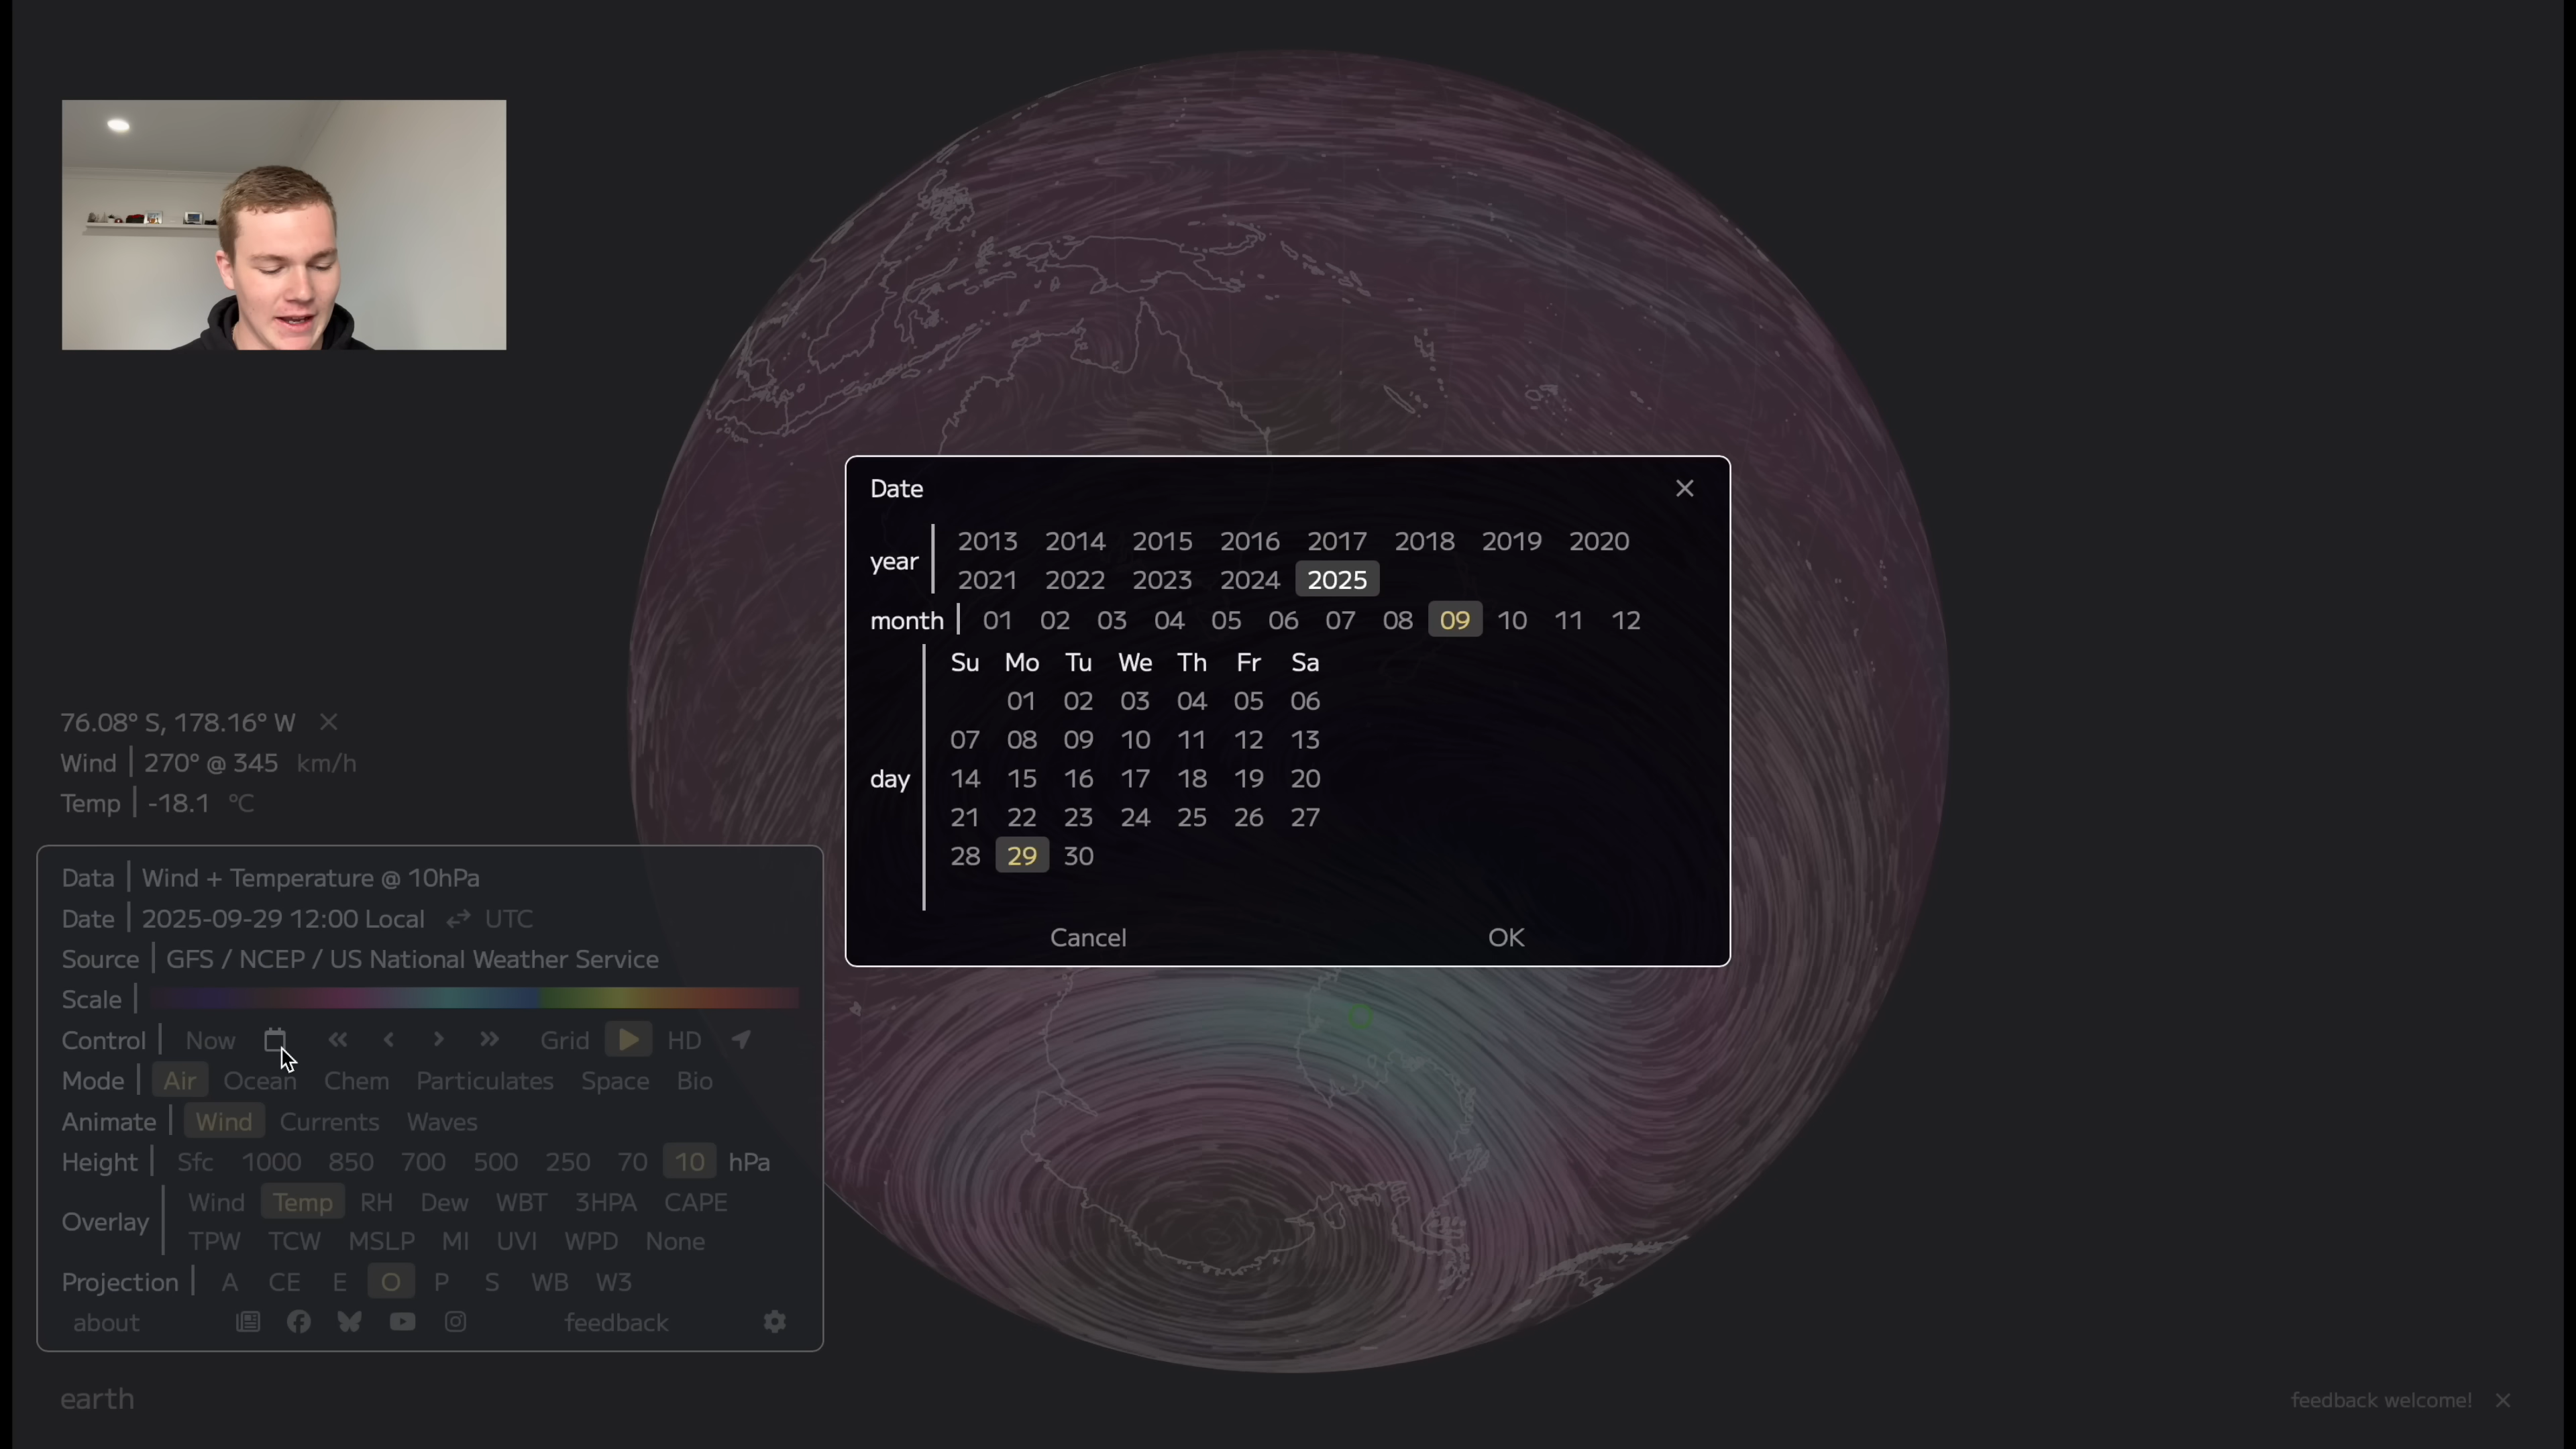 Date
year
2013 2014 2015 2016 2017 2018 2019 2020
2021 2022 2023 2024 2025
month 01 02 03 04 05 06 07 08 09 10 11 12
Su Mo Tu We Th Fr Sa
01 02 03 04 05 06
07 08 09 10 11 12 13
day 14 15 16 17 18 19 20
21 22 23 24 25 26 27
28 29 30
Cancel OK
76.08° S, 178.16° W
Wind 270° @ 345 km/h
Temp -18.1 °C
Data Wind + Temperature @ 10hPa
Date 2025-09-29 12:00 Local UTC
Source GFS / NCEP / US National Weather Service
Scale
Control Now Grid HD
Mode Air Ocean Chem Particulates Space Bio
Animate Wind Currents Waves
Height Sfc 1000 850 700 500 250 70 10 hPa
Overlay
Wind Temp RH Dew WBT 3HPA CAPE
TPW TCW MSLP MI UVI WPD None
Projection A CE E O P S WB W3
about feedback
earth
feedback welcome!